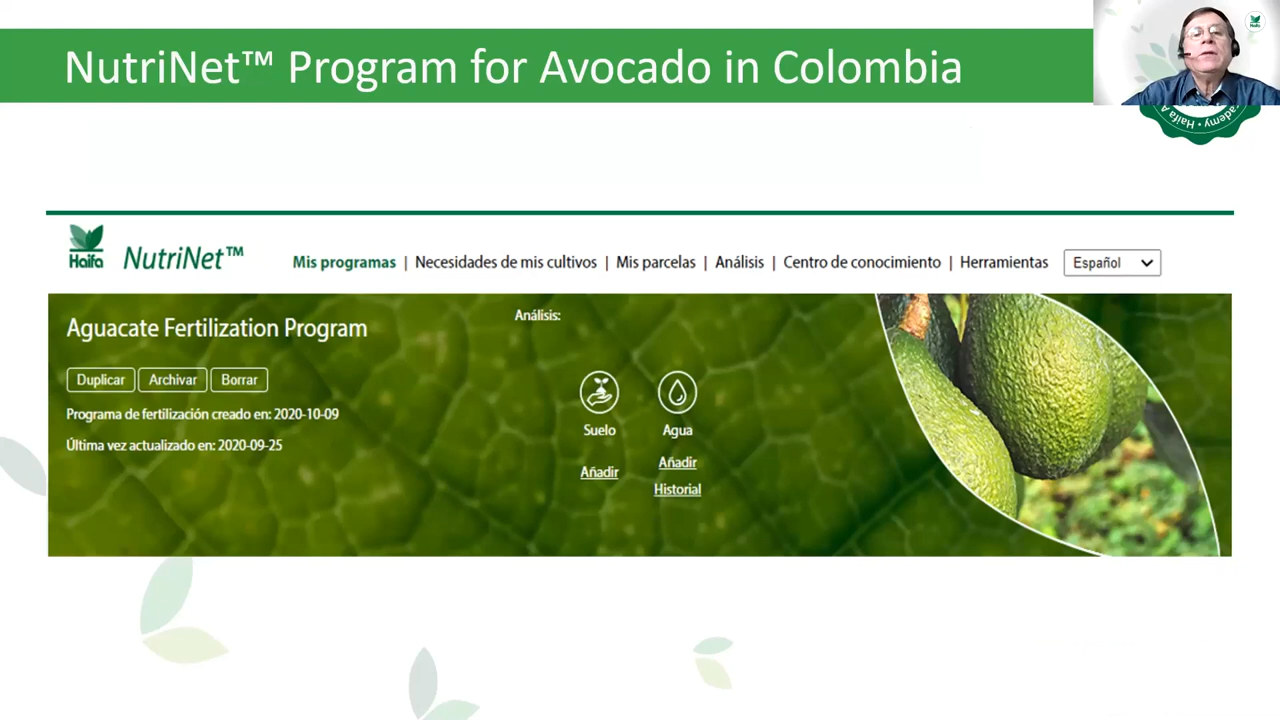 NutriNet™ Program for Avocado in Colombia
Haifa
Haifa NutriNet™ Mis programas | Necesidades de mis cultivos | Mis parcelas | Análisis | Centro de conocimiento | Herramientas Español
Aguacate Fertilization Program
Análisis:
Duplicar Archivar Borrar
Programa de fertilización creado en: 2020-10-09
Última vez actualizado en: 2020-09-25
Suelo Agua
Añadir Añadir
Historial